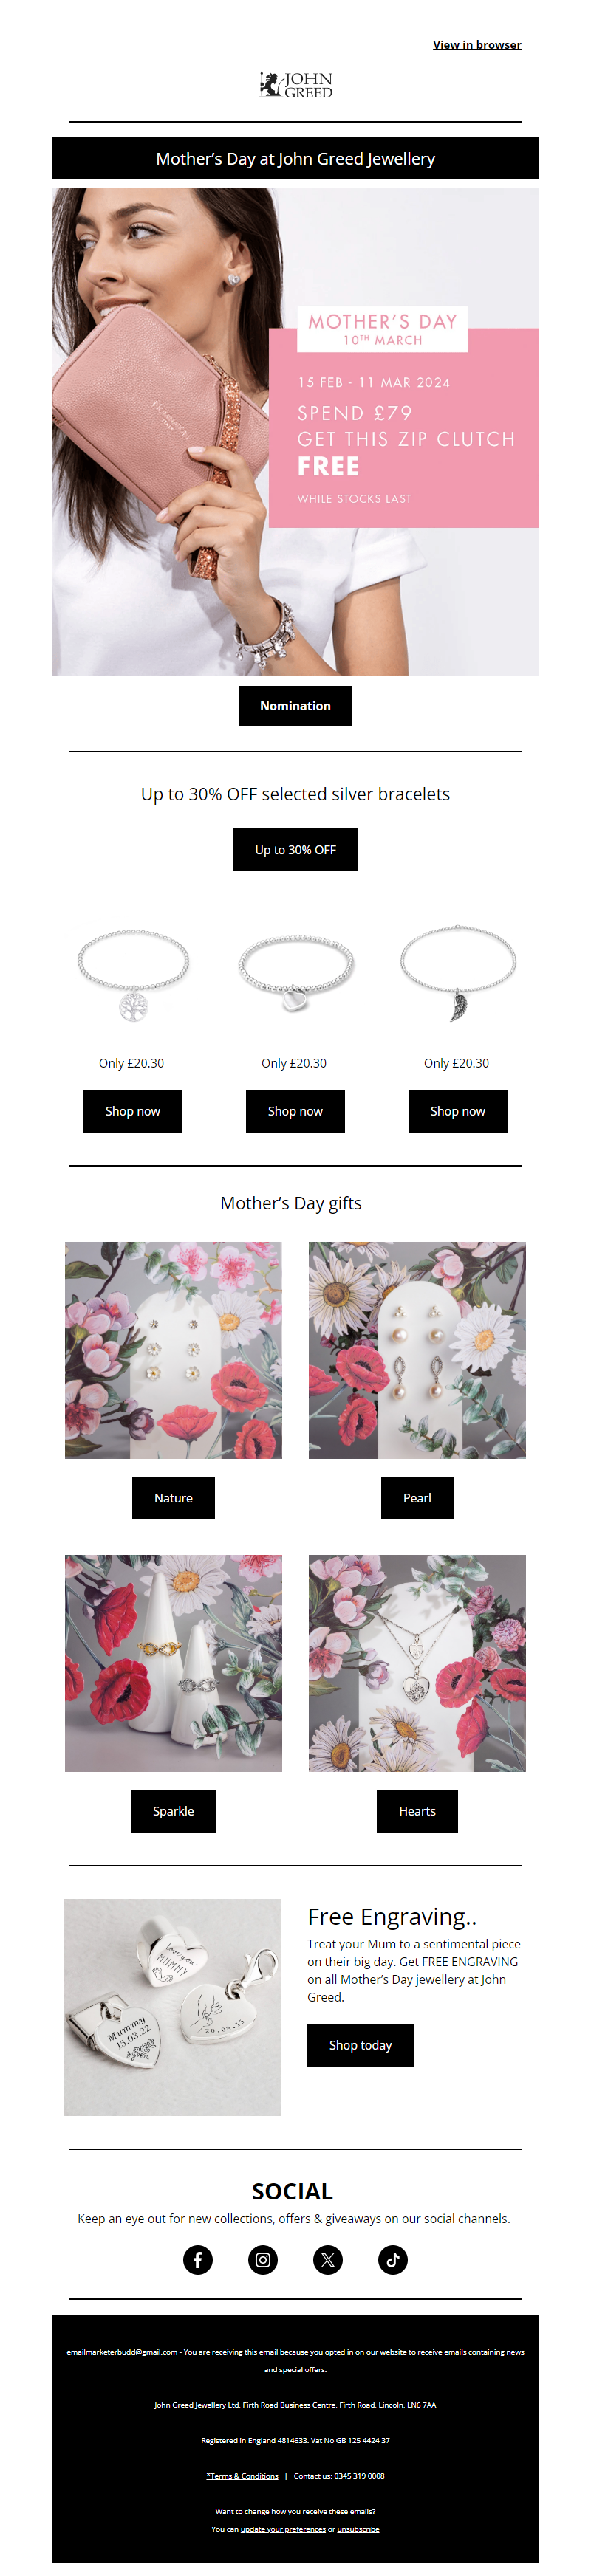 View in browser
JOHN
GREED
Mother's Day at John Greed Jewellery
MOTHER'S DAY
10TH MARCH
15 FEB - 11 MAR 2024
SPEND £79
GET THIS ZIP CLUTCH
FREE
WHILE STOCKS LAST
Nomination
Up to 30% OFF selected silver bracelets
Up to 30% OFF
Only £20.30
Only £20.30
Only £20.30
Shop now
Shop now
Shop now
Mother's Day gifts
Nature
Pearl
Sparkle
Hearts
love you
MUMMY
Mummy
15.03.22
20.08.15
Free Engraving..
Treat your Mum to a sentimental piece
on their big day. Get FREE ENGRAVING
on all Mother's Day jewellery at John
Greed.
Shop today
SOCIAL
Keep an eye out for new collections, offers & giveaways on our social channels.
emailmarketerbudd@gmail.com - You are receiving this email because you opted in on our website to receive emails containing news
and special offers.
John Greed Jewellery Ltd, Firth Road Business Centre, Firth Road, Lincoln, LN6 7AA
Registered in England 4814633. Vat No GB 125 4424 37
*Terms & Conditions | Contact us: 0345 319 0008
Want to change how you receive these emails?
You can update your preferences or unsubscribe